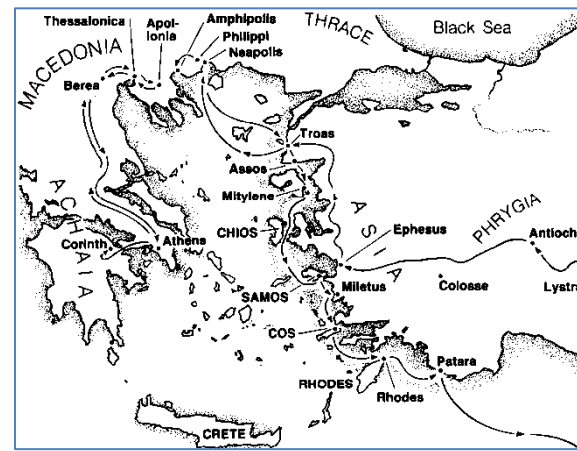 THRACE
Black Sea
Amphipolis
Philippi
Neapolis
Thessalonica
Apol-
lonia
MACEDONIA
Berea
Troas
Assos
Mitylene
CHIOS
ASIA
PHRYGIA
Antioch
Ephesus
ACHAIA
Corinth
Athens
SAMOS
Miletus
Colosse
Lystra
COS
Patara
RHODES
Rhodes
CRETE